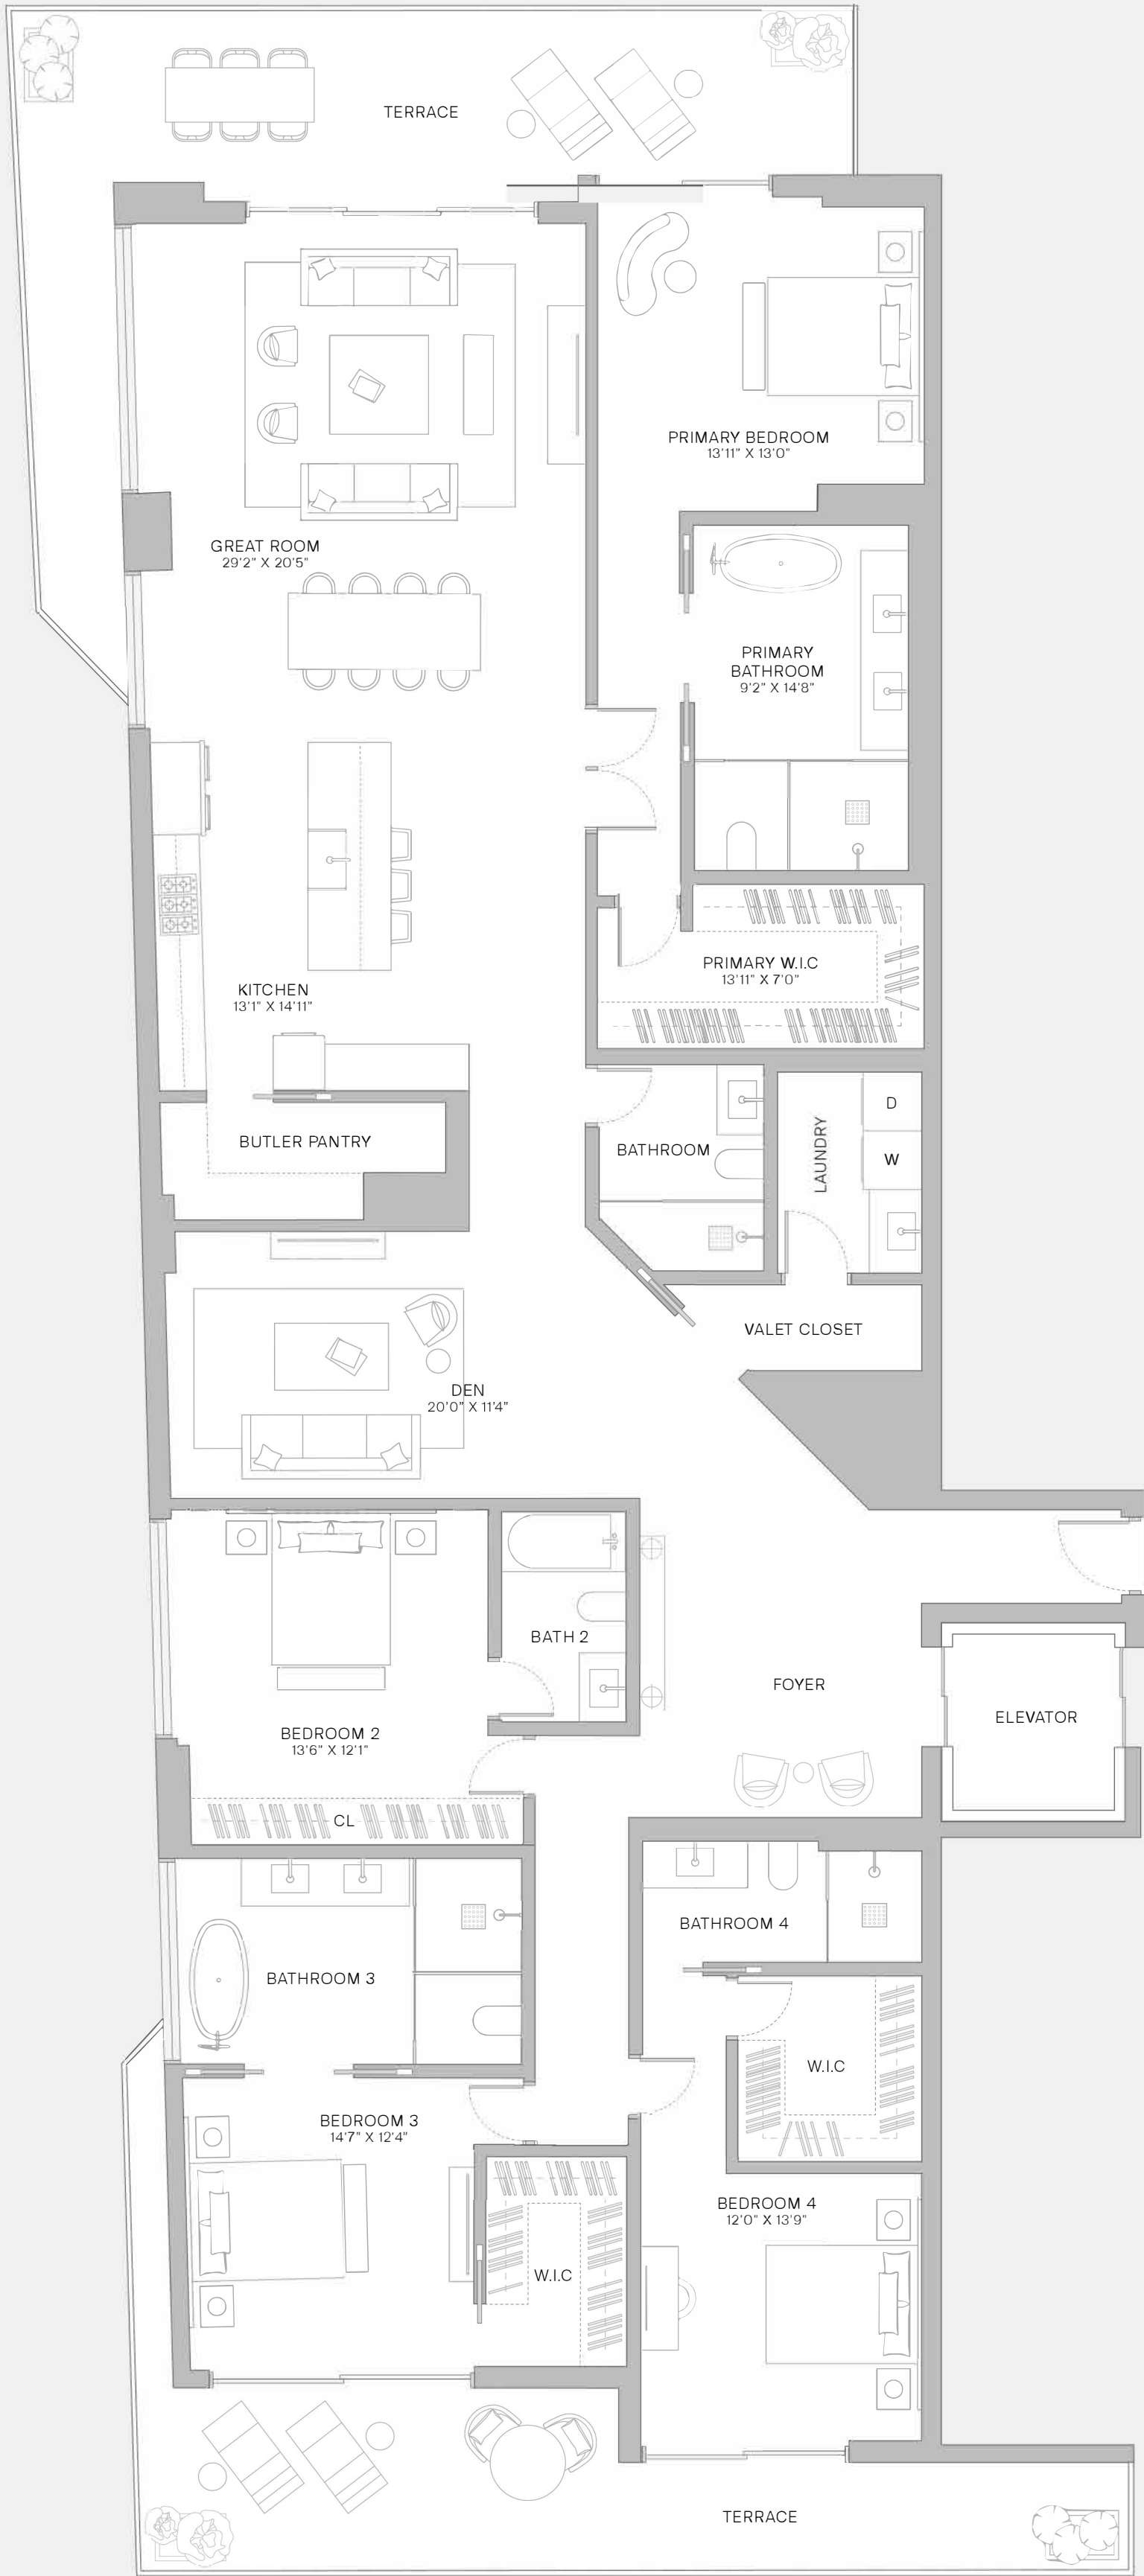 TERRACE
PRIMARY BEDROOM
13'11" X 13'0"
GREAT ROOM
29'2" X 20'5"
PRIMARY
BATHROOM
9'2" X 14'8"
PRIMARY W.I.C
13'11" X 7'0"
KITCHEN
13'1" X 14'11"
D
BUTLER PANTRY
BATHROOM
LAUNDRY
W
VALET CLOSET
DEN
20'0" X 11'4"
BATH 2
FOYER
ELEVATOR
BEDROOM 2
13'6" X 12'1"
CL
BATHROOM 4
BATHROOM 3
W.I.C
BEDROOM 3
14'7" X 12'4"
BEDROOM 4
12'0" X 13'9"
W.I.C
TERRACE